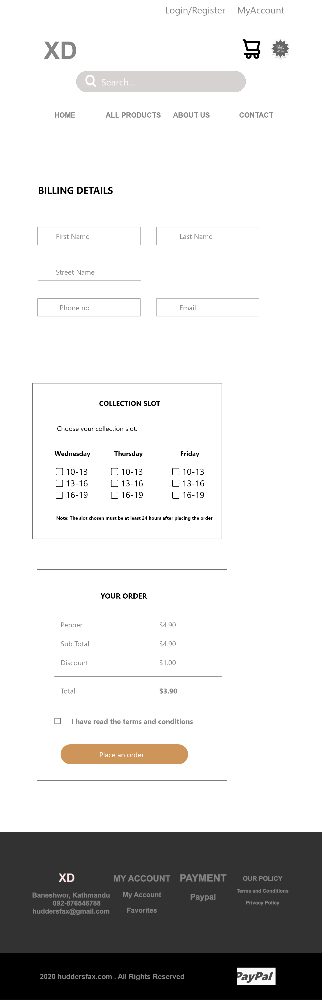 Login/Register MyAccount
XD
%
Search...
HOME ALL PRODUCTS ABOUT US CONTACT
BILLING DETAILS
First Name Last Name
Street Name
Phone no Email
COLLECTION SLOT
Choose your collection slot.
Wednesday Thursday Friday
10-13 10-13 10-13
13-16 13-16 13-16
16-19 16-19 16-19
Note: The slot chosen must be at least 24 hours after placing the order
YOUR ORDER
Pepper $4.90
Sub Total $4.90
Discount $1.00
Total $3.90
I have read the terms and conditions
Place an order
XD
Baneshwor, Kathmandu
092-876546788
huddersfax@gmail.com
MY ACCOUNT
My Account
Favorites
PAYMENT
Paypal
OUR POLICY
Terms and Conditions
Privacy Policy
2020 huddersfax.com . All Rights Reserved
PayPal